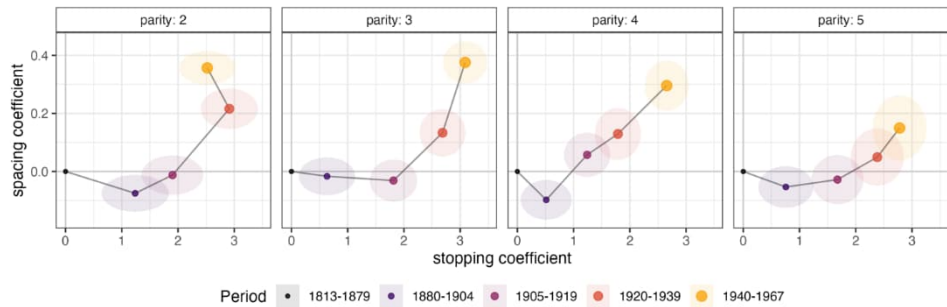 parity: 2
parity: 3
parity: 4
parity: 5
spacing coefficient
0.4
0.2
0.0
0 1 2 3
0 1 2 3
0 1 2 3
0 1 2 3
stopping coefficient
Period 1813-1879 1880-1904 1905-1919 1920-1939 1940-1967